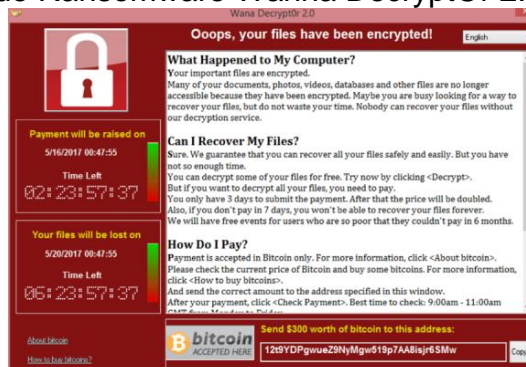 Wana Decrypt0r 2.0
Ooops, your files have been encrypted!
English
What Happened to My Computer?
Your important files are encrypted.
Many of your documents, photos, videos, databases and other files are no longer
accessible because they have been encrypted. Maybe you are busy looking for a way to
recover your files, but do not waste your time. Nobody can recover your files without
our decryption service.
Can I Recover My Files?
Sure. We guarantee that you can recover all your files safely and easily. But you have
not so enough time.
You can decrypt some of your files for free. Try now by clicking <Decrypt>.
But if you want to decrypt all your files, you need to pay.
You only have 3 days to submit the payment. After that the price will be doubled.
Also, if you don't pay in 7 days, you won't be able to recover your files forever.
We will have free events for users who are so poor that they couldn't pay in 6 months.
How Do I Pay?
Payment is accepted in Bitcoin only. For more information, click <About bitcoin>.
Please check the current price of Bitcoin and buy some bitcoins. For more information,
click <How to buy bitcoins>.
And send the correct amount to the address specified in this window.
After your payment, click <Check Payment>. Best time to check: 9:00am - 11:00am
GMT from Monday to Friday.
Payment will be raised on
5/16/2017 00:47:55
Time Left
02:23:57:37
Your files will be lost on
5/20/2017 00:47:55
Time Left
06:23:57:37
About bitcoin
How to buy bitcoins?
bitcoin
ACCEPTED HERE
Send $300 worth of bitcoin to this address:
12t9YDPgwueZ9NyMgw519p7AA8isjr6SMw
Copy